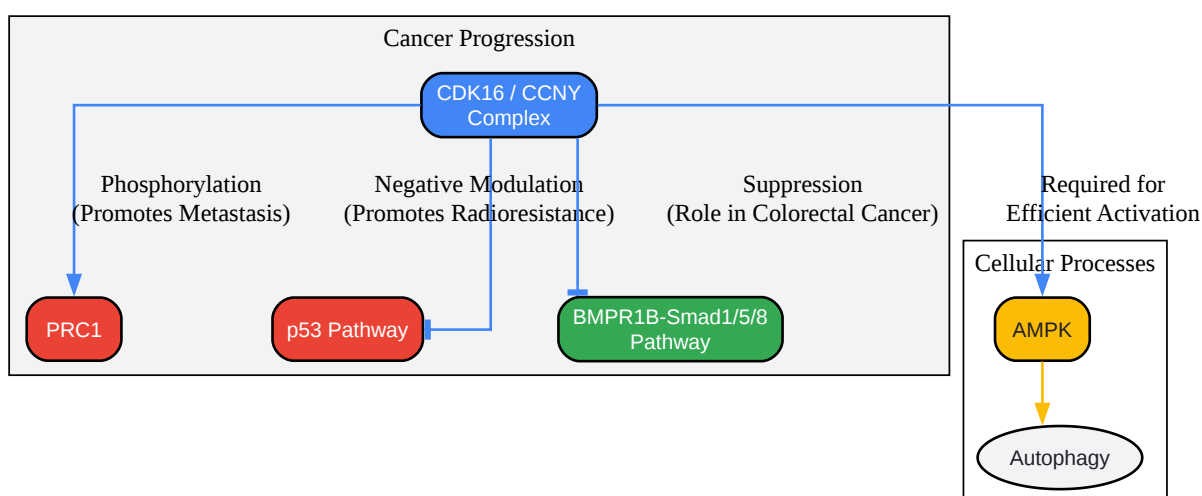 Cancer Progression
CDK16 / CCNY
Complex
Phosphorylation
(Promotes Metastasis)
Negative Modulation
(Promotes Radioresistance)
Suppression
(Role in Colorectal Cancer)
Required for
Efficient Activation
Cellular Processes
PRC1
p53 Pathway
BMPR1B-Smad1/5/8
Pathway
AMPK
Autophagy